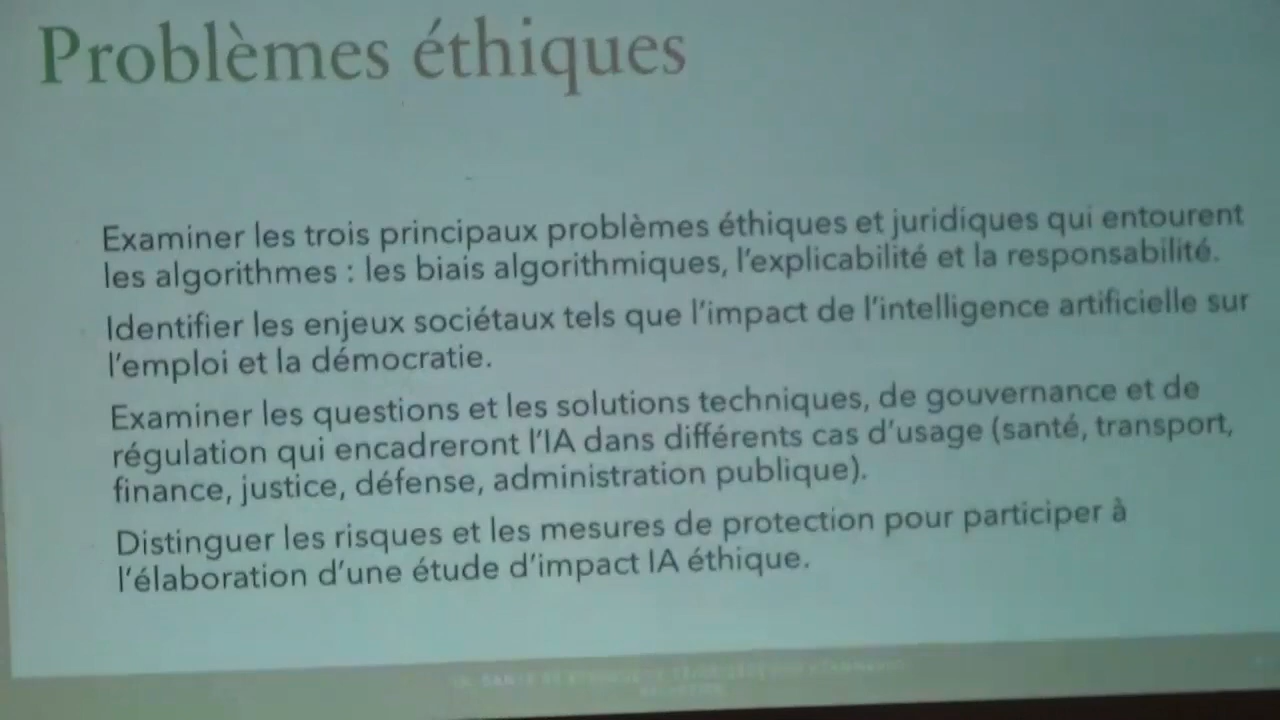 Problèmes éthiques
Examiner les trois principaux problèmes éthiques et juridiques qui entourent
les algorithmes : les biais algorithmiques, l'explicabilité et la responsabilité.
Identifier les enjeux sociétaux tels que l'impact de l'intelligence artificielle sur
l'emploi et la démocratie.
Examiner les questions et les solutions techniques, de gouvernance et de
régulation qui encadreront l'IA dans différents cas d'usage (santé, transport,
finance, justice, défense, administration publique).
Distinguer les risques et les mesures de protection pour participer à
l'élaboration d'une étude d'impact IA éthique.